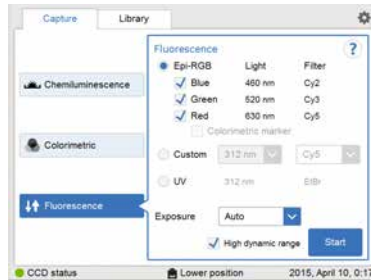 Capture Library
Fluorescence ?
Epi-RGB Light Filter
Blue 460 nm Cy2
Green 520 nm Cy3
Red 630 nm Cy5
Colorimetric marker
Custom 312 nm Cy5
UV 312 nm EtBr
Exposure Auto
High dynamic range Start
Chemiluminescence
Colorimetric
Fluorescence
CCD status Lower position 2015, April 10, 0:17